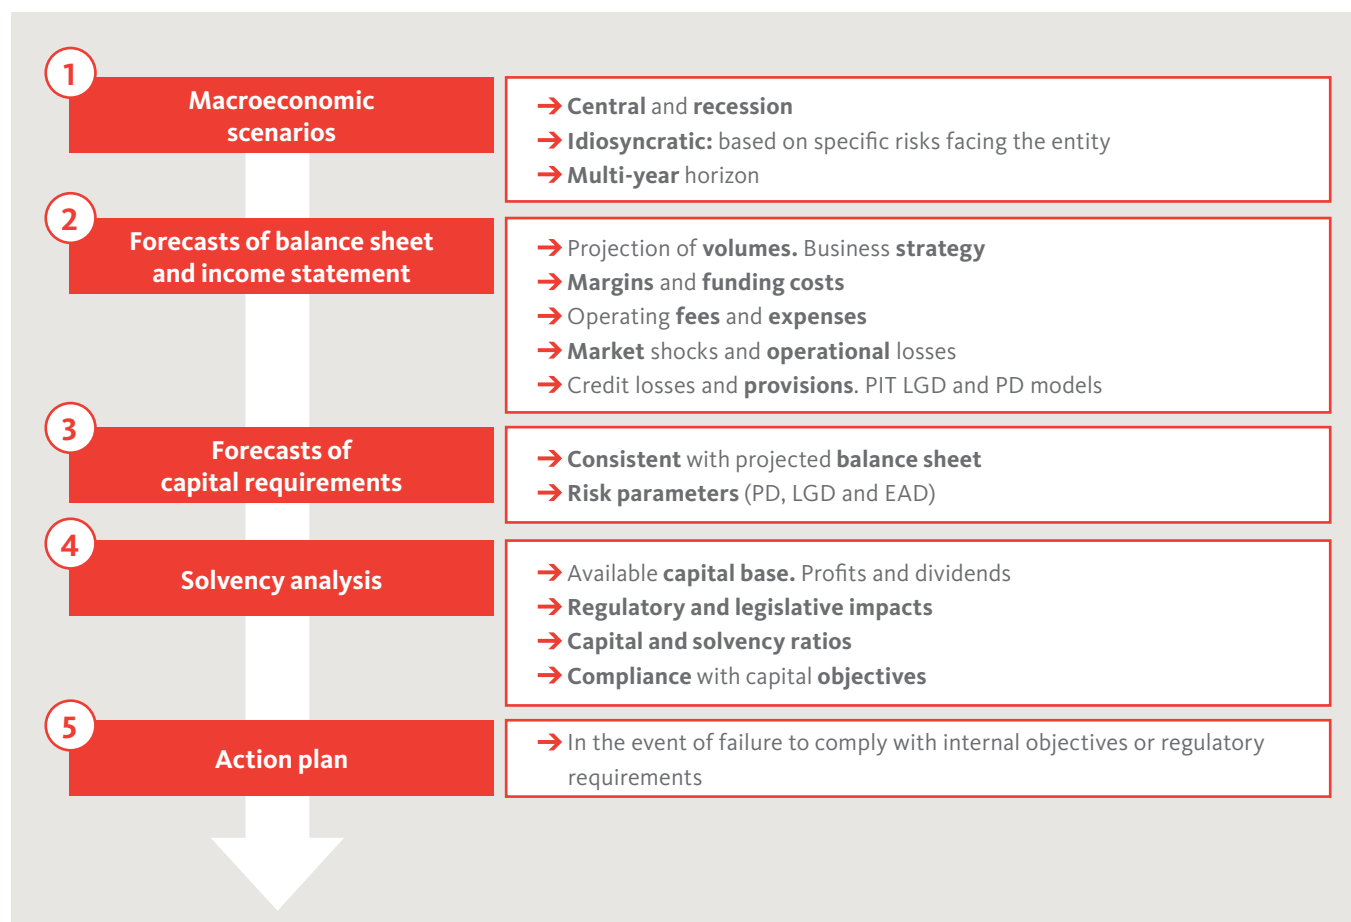 1
Macroeconomic
scenarios
➔ Central and recession
➔ Idiosyncratic: based on specific risks facing the entity
➔ Multi-year horizon
2
Forecasts of balance sheet
and income statement
➔ Projection of volumes. Business strategy
➔ Margins and funding costs
➔ Operating fees and expenses
➔ Market shocks and operational losses
➔ Credit losses and provisions. PIT LGD and PD models
3
Forecasts of
capital requirements
➔ Consistent with projected balance sheet
➔ Risk parameters (PD, LGD and EAD)
4
Solvency analysis
➔ Available capital base. Profits and dividends
➔ Regulatory and legislative impacts
➔ Capital and solvency ratios
➔ Compliance with capital objectives
5
Action plan
➔ In the event of failure to comply with internal objectives or regulatory
requirements